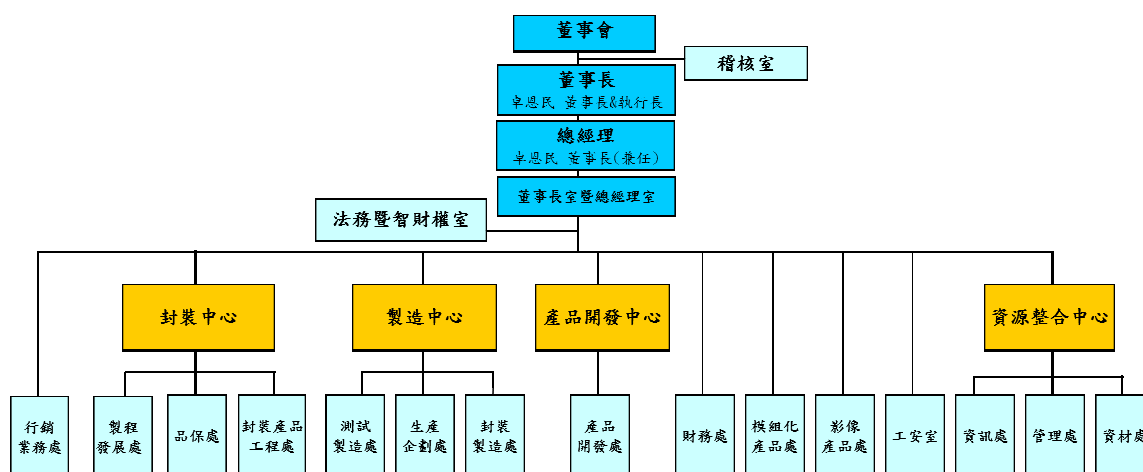 董事會
稽核室
董事長
卓恩民 董事長&執行長
總經理
卓恩民 董事長(兼任)
董事長室暨總經理室
法務暨智財權室
封裝中心
製造中心
產品開發中心
資源整合中心
行銷
業務處
製程
發展處
品保處
封裝產品
工程處
測試
製造處
生產
企劃處
封裝
製造處
產品
開發處
財務處
模組化
產品處
影像
產品處
工安室
資訊處
管理處
資材處